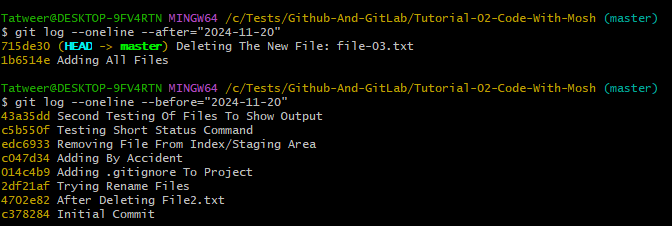 Tatweer@DESKTOP-9FV4RTN MINGW64 /c/Tests/Github-And-GitLab/Tutorial-02-Code-With-Mosh (master)
$ git log --oneline --after="2024-11-20"
715de30 (HEAD -> master) Deleting The New File: file-03.txt
1b6514e Adding All Files

Tatweer@DESKTOP-9FV4RTN MINGW64 /c/Tests/Github-And-GitLab/Tutorial-02-Code-With-Mosh (master)
$ git log --oneline --before="2024-11-20"
43a35dd Second Testing Of Files To Show Output
c5b550f Testing Short Status Command
edc6933 Removing File From Index/Staging Area
c047d34 Adding By Accident
014c4b9 Adding .gitignore To Project
2df21af Trying Rename Files
4702e82 After Deleting File2.txt
c378284 Initial Commit